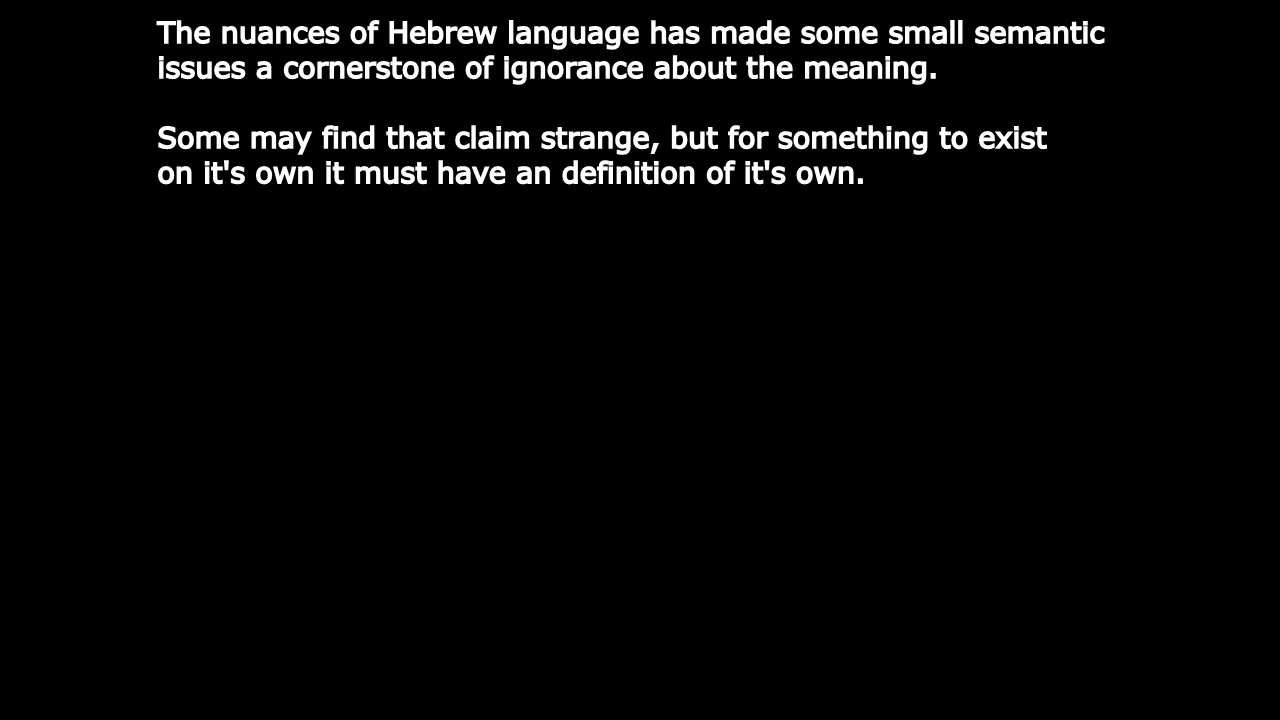 The nuances of Hebrew language has made some small semantic
issues a cornerstone of ignorance about the meaning.
Some may find that claim strange, but for something to exist
on it's own it must have an definition of it's own.